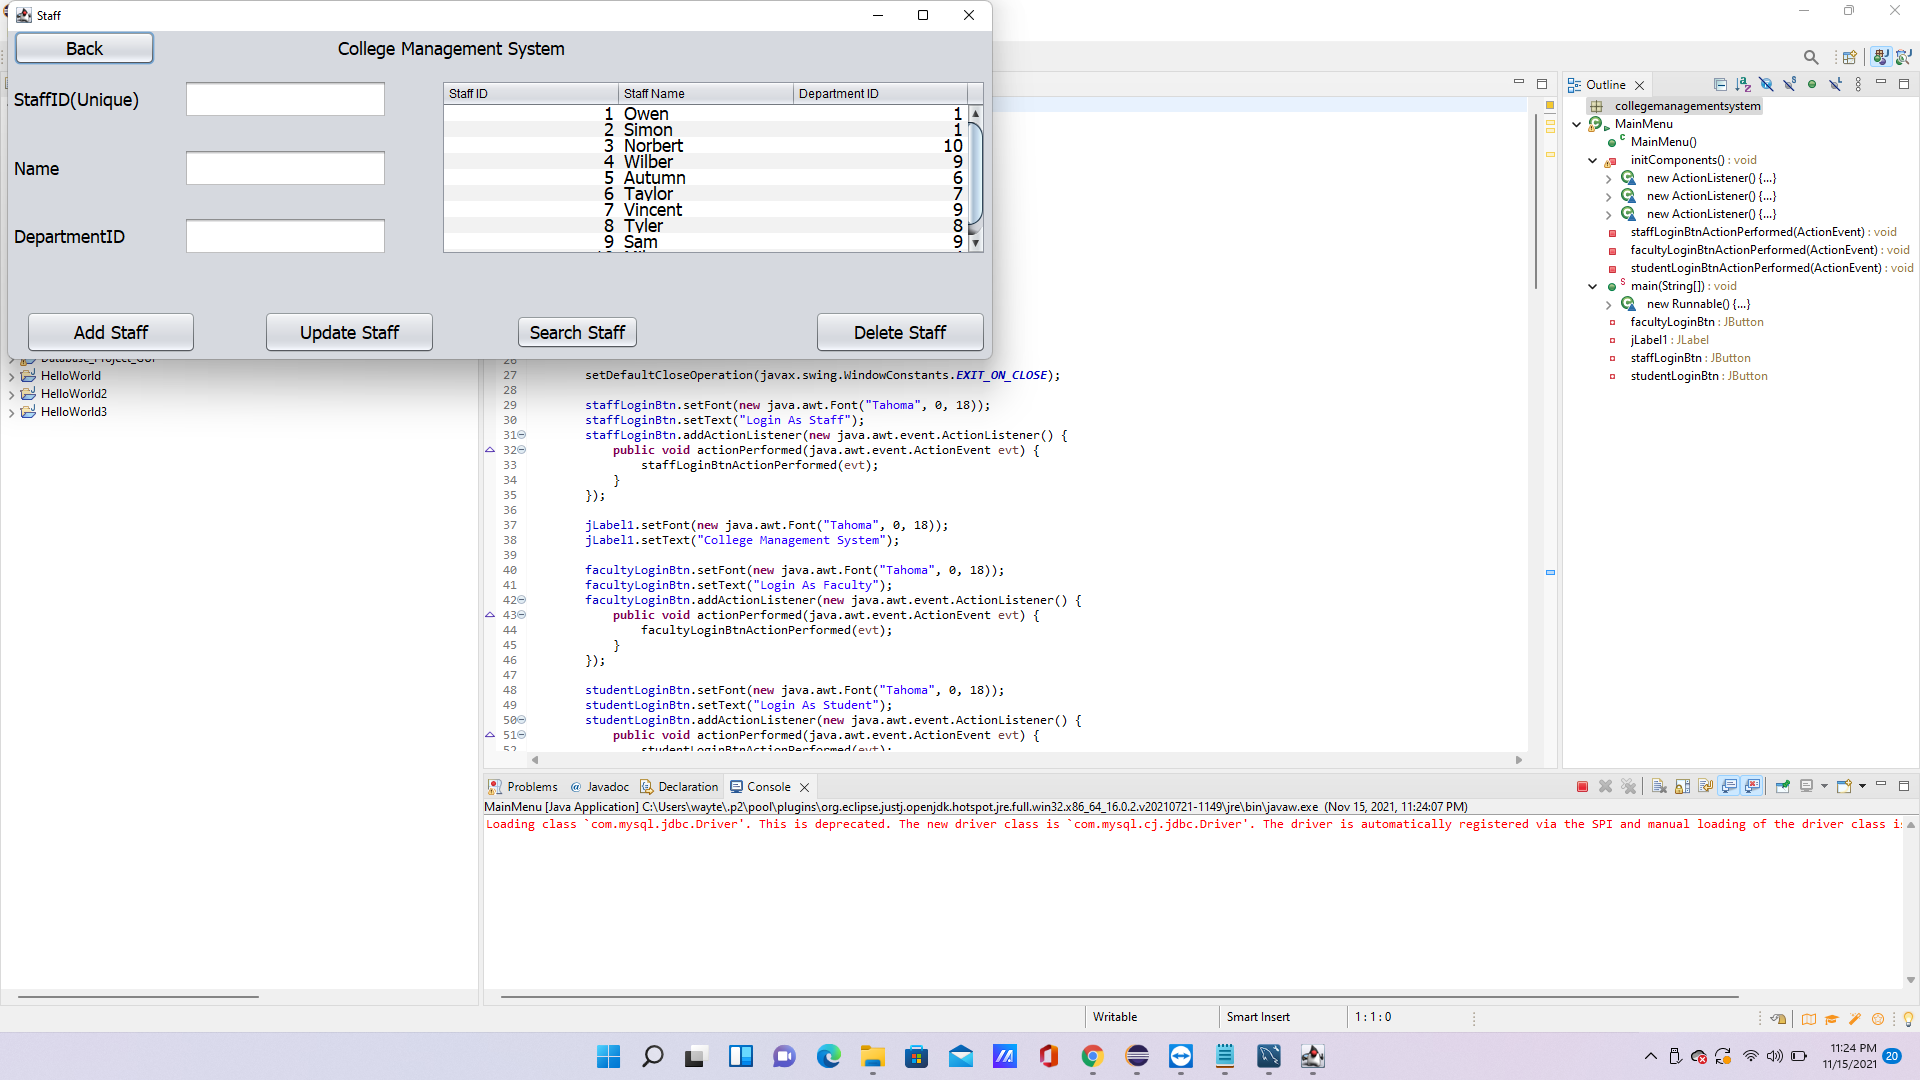 Staff
Back
College Management System
StaffID(Unique)
Name
DepartmentID
Staff ID Staff Name Department ID
1 Owen 1
2 Simon 1
3 Norbert 10
4 Wilber 9
5 Autumn 6
6 Taylor 7
7 Vincent 9
8 Tyler 8
9 Sam 9
Add Staff
Update Staff
Search Staff
Delete Staff
HelloWorld
HelloWorld2
HelloWorld3
26
27 setDefaultCloseOperation(javax.swing.WindowConstants.EXIT_ON_CLOSE);
28
29 staffLoginBtn.setFont(new java.awt.Font("Tahoma", 0, 18));
30 staffLoginBtn.setText("Login As Staff");
31 staffLoginBtn.addActionListener(new java.awt.event.ActionListener() {
32 public void actionPerformed(java.awt.event.ActionEvent evt) {
33 staffLoginBtnActionPerformed(evt);
34 }
35 });
36
37 jLabel1.setFont(new java.awt.Font("Tahoma", 0, 18));
38 jLabel1.setText("College Management System");
39
40 facultyLoginBtn.setFont(new java.awt.Font("Tahoma", 0, 18));
41 facultyLoginBtn.setText("Login As Faculty");
42 facultyLoginBtn.addActionListener(new java.awt.event.ActionListener() {
43 public void actionPerformed(java.awt.event.ActionEvent evt) {
44 facultyLoginBtnActionPerformed(evt);
45 }
46 });
47
48 studentLoginBtn.setFont(new java.awt.Font("Tahoma", 0, 18));
49 studentLoginBtn.setText("Login As Student");
50 studentLoginBtn.addActionListener(new java.awt.event.ActionListener() {
51 public void actionPerformed(java.awt.event.ActionEvent evt) {
52 studentLoginBtnActionPerformed(evt);
Outline
collegemanagementsystem
MainMenu
MainMenu()
initComponents() : void
new ActionListener() {...}
new ActionListener() {...}
new ActionListener() {...}
staffLoginBtnActionPerformed(ActionEvent) : void
facultyLoginBtnActionPerformed(ActionEvent) : void
studentLoginBtnActionPerformed(ActionEvent) : void
main(String[]) : void
new Runnable() {...}
facultyLoginBtn : JButton
jLabel1 : JLabel
staffLoginBtn : JButton
studentLoginBtn : JButton
Problems @ Javadoc Declaration Console
MainMenu [Java Application] C:\Users\wayte\.p2\pool\plugins\org.eclipse.justj.openjdk.hotspot.jre.full.win32.x86_64_16.0.2.v20210721-1149\jre\bin\javaw.exe (Nov 15, 2021, 11:24:07 PM)
Loading class `com.mysql.jdbc.Driver'. This is deprecated. The new driver class is `com.mysql.cj.jdbc.Driver'. The driver is automatically registered via the SPI and manual loading of the driver class i
Writable
Smart Insert
1 : 1 : 0
11:24 PM
11/15/2021
20